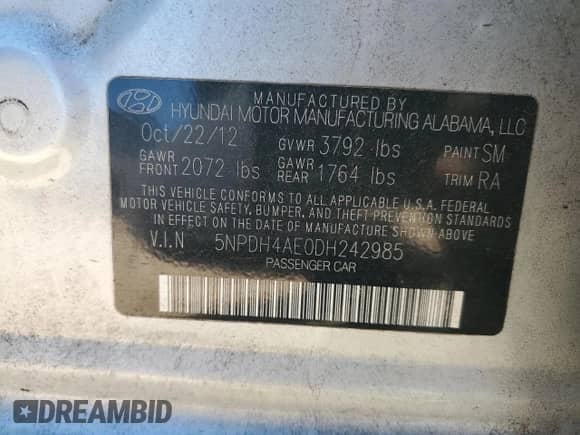 MANUFACTURED BY
HYUNDAI MOTOR MANUFACTURING ALABAMA, LLC
Oct/22/12 GVWR 3792 lbs PAINT SM
GAWR FRONT 2072 lbs GAWR REAR 1764 lbs TRIM RA
THIS VEHICLE CONFORMS TO ALL APPLICABLE U.S.A. FEDERAL
MOTOR VEHICLE SAFETY, BUMPER, AND THEFT PREVENTION STANDARDS
IN EFFECT ON THE DATE OF MANUFACTURE SHOWN ABOVE
V.I.N 5NPDH4AE0DH242985
PASSENGER CAR
DREAMBID